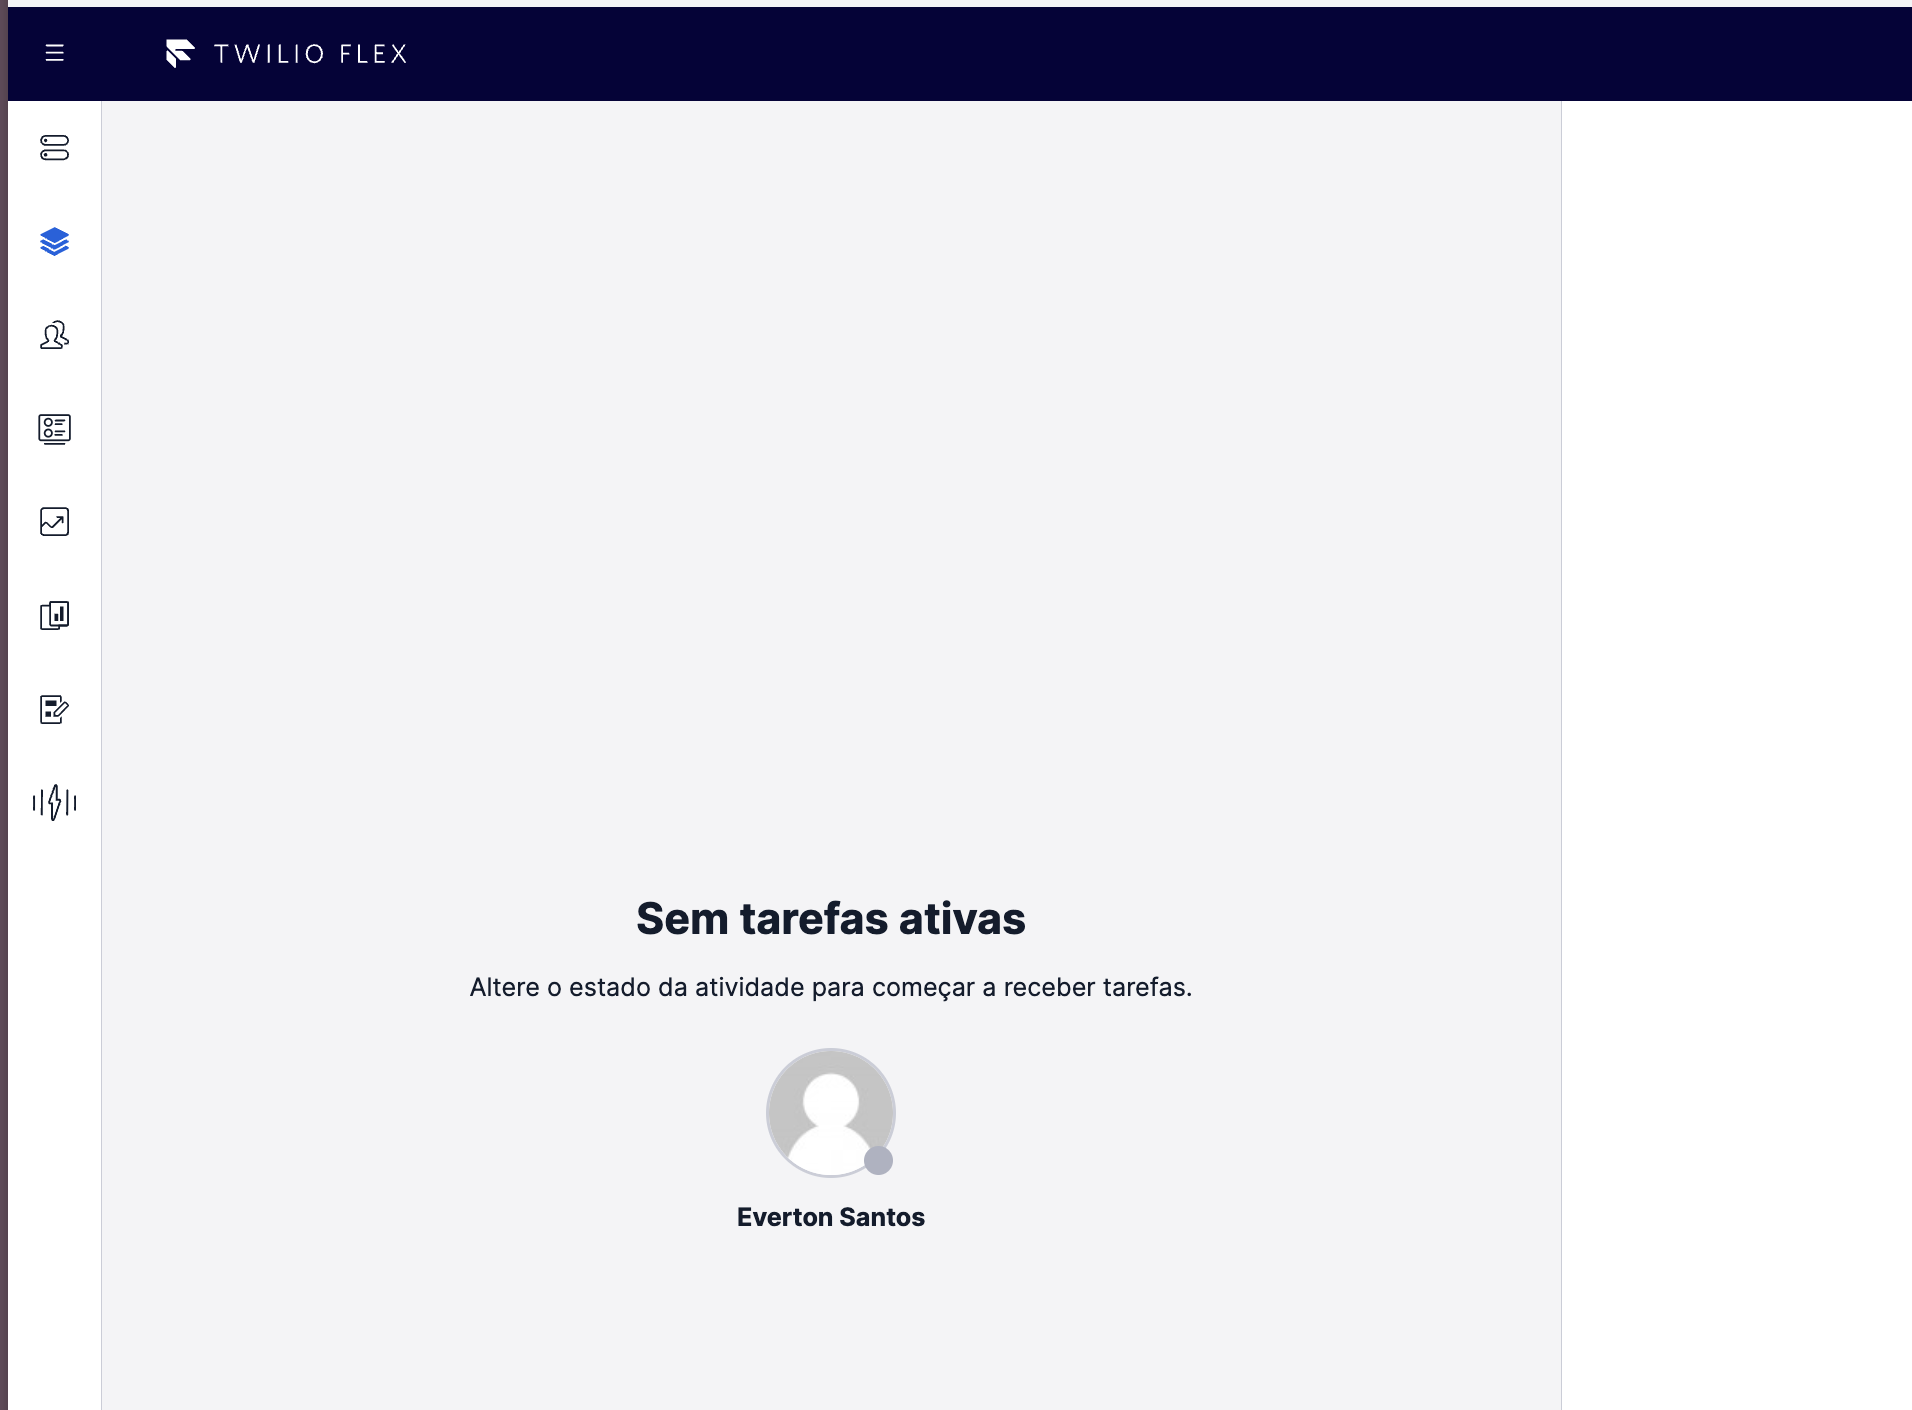 TWILIO FLEX
Sem tarefas ativas
Altere o estado da atividade para começar a receber tarefas.
Everton Santos